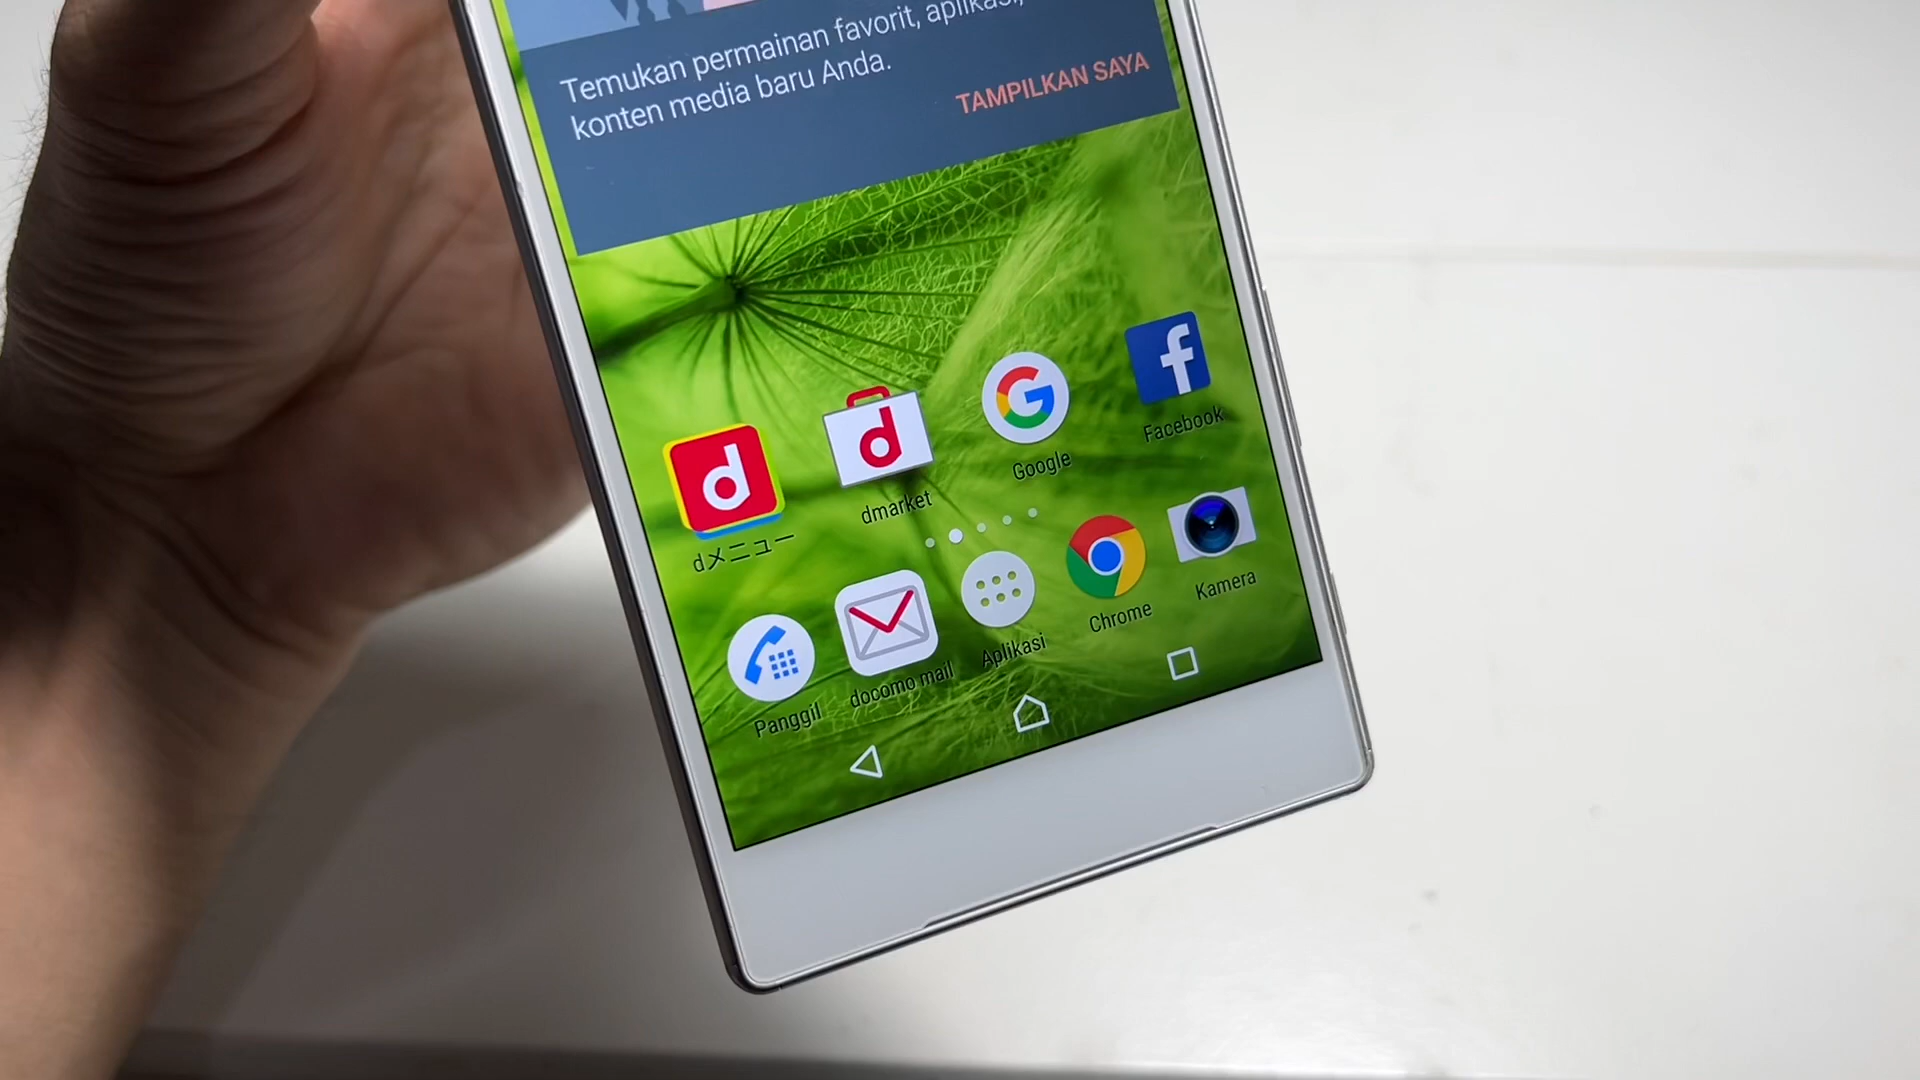 Temukan permainan favorit, aplikasi,
konten media baru Anda.
TAMPILKAN SAYA
d
dメニュー
d
dmarket
G
Google
f
Facebook
Panggil
docomo mail
Aplikasi
Chrome
Kamera